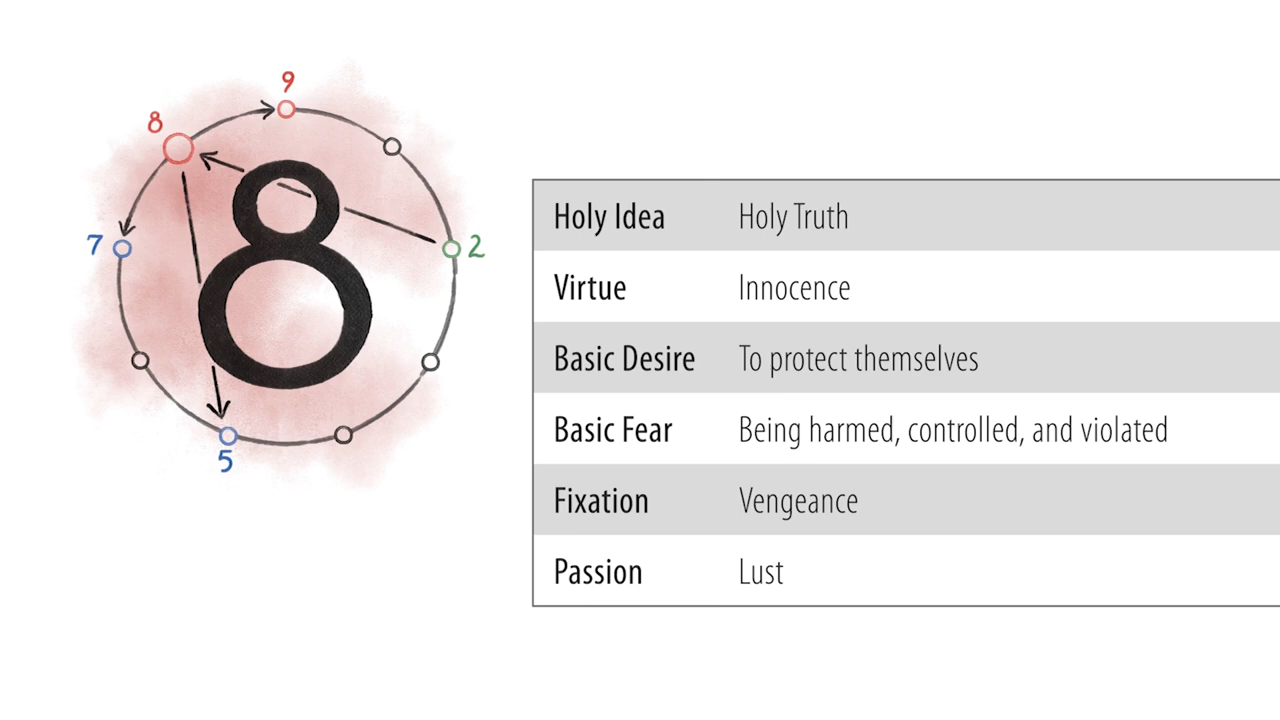 9
8
7
2
5
8
Holy Idea Holy Truth
Virtue Innocence
Basic Desire To protect themselves
Basic Fear Being harmed, controlled, and violated
Fixation Vengeance
Passion Lust